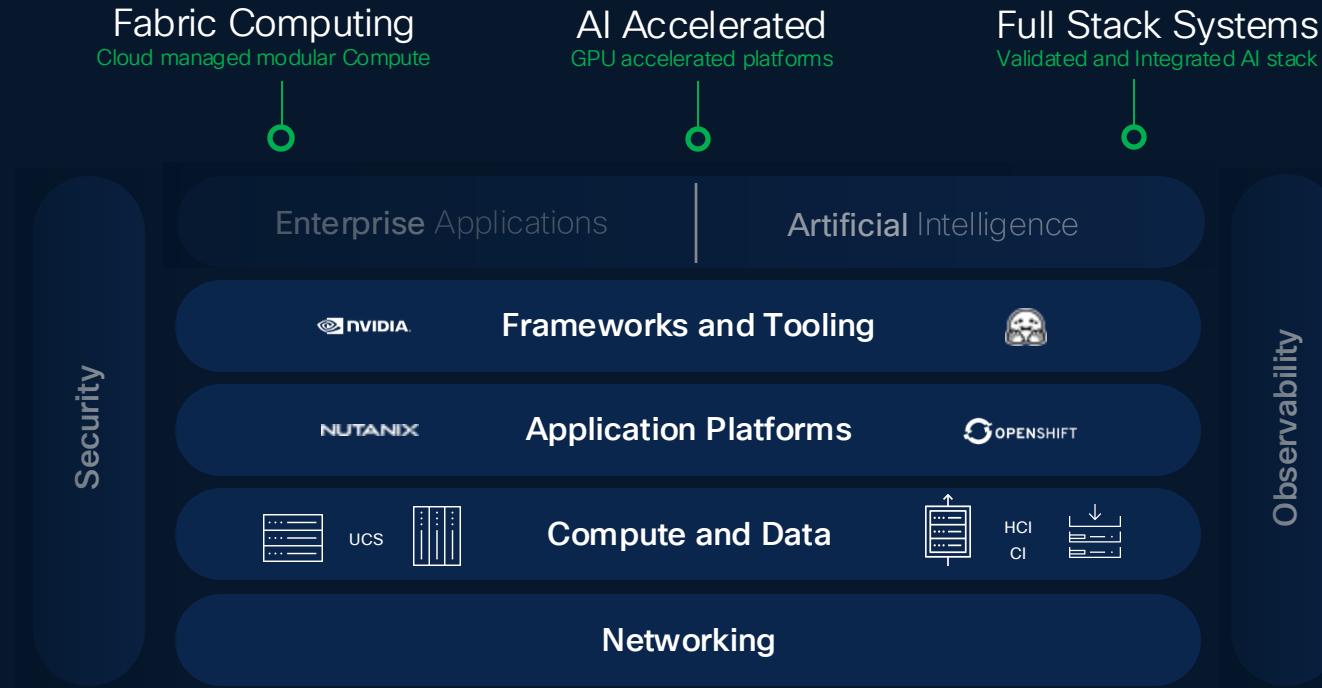 Fabric Computing
Cloud managed modular Compute
AI Accelerated
GPU accelerated platforms
Full Stack Systems
Validated and Integrated AI stack
Security
Enterprise Applications
Artificial Intelligence
NVIDIA.
Frameworks and Tooling
NUTANIX
Application Platforms
OPENSHIFT
UCS
Compute and Data
HCI
CI
Networking
Observability